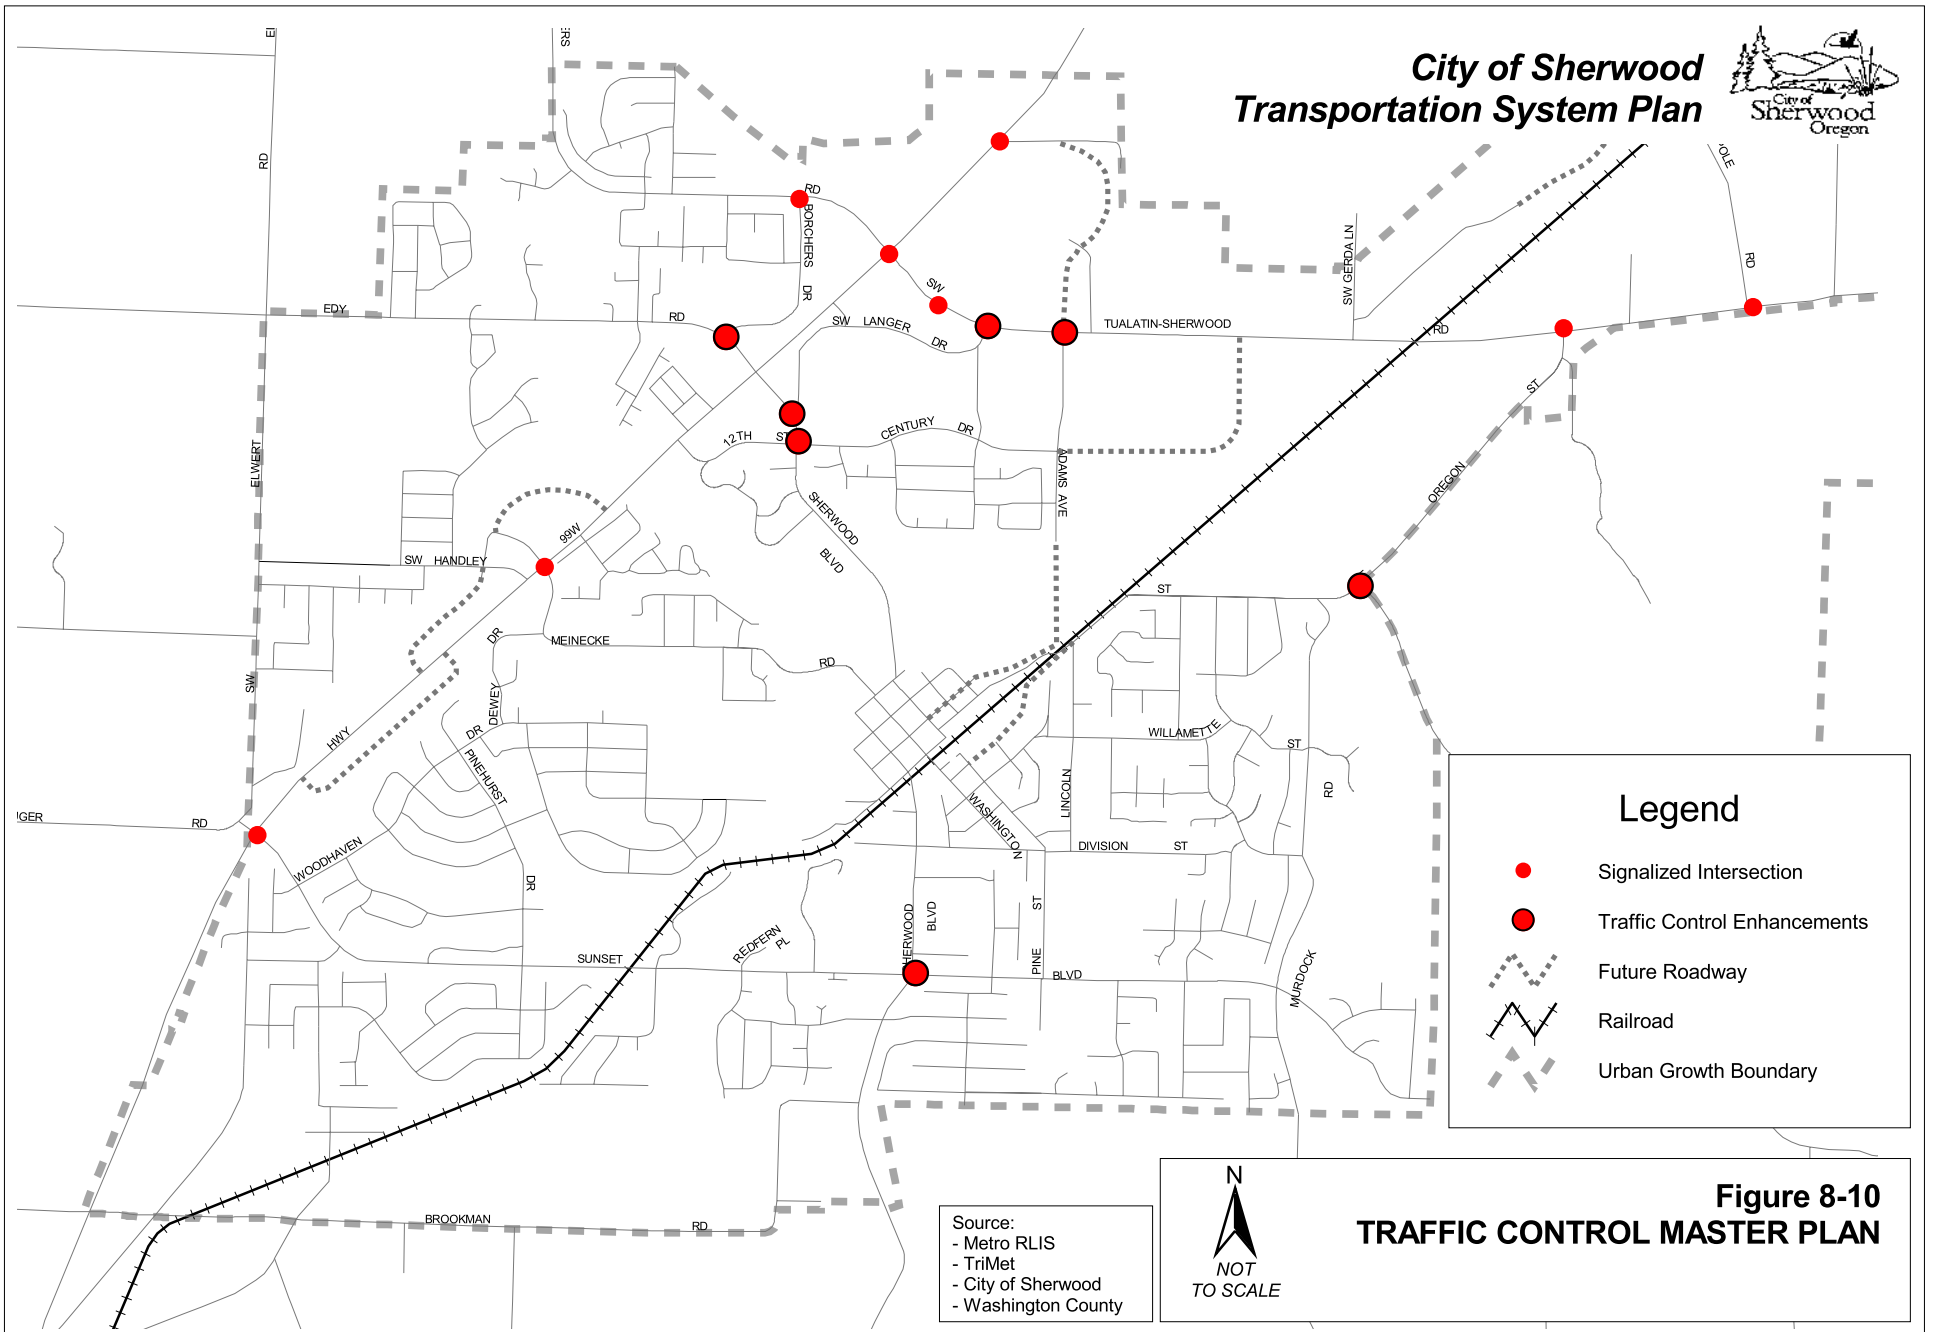 City of Sherwood
Transportation System Plan
City of
Sherwood
Oregon
RD
RD
BORCHERS
DR
SW
EDY
RD
SW LANGER
DR
TUALATIN-SHERWOOD
RD
SW GERDA LN
RD
ST
OREGON
12TH ST
CENTURY
DR
ADAMS AVE
ELWERT
SW
SHERWOOD
BLVD
99W
SW HANDLEY
ST
DR
MEINECKE
RD
DEWEY
DR
PINEHURST
DR
HWY
WILLAMETTE
ST
RD
LINCOLN
WASHINGTON
DIVISION ST
RD
WOODHAVEN
BLVD
ST
PINE
REDFERN
PL
SUNSET
BLVD
MURDOCK
BROOKMAN
RD
Legend
Signalized Intersection
Traffic Control Enhancements
Future Roadway
Railroad
Urban Growth Boundary
Source:
- Metro RLIS
- TriMet
- City of Sherwood
- Washington County
N
NOT
TO SCALE
Figure 8-10
TRAFFIC CONTROL MASTER PLAN